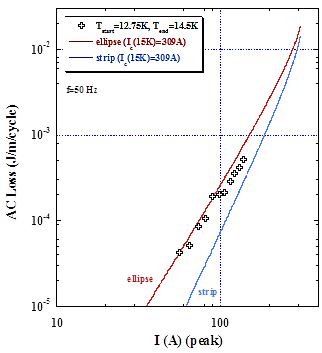 T_start=12.75K, T_end=14.5K
ellipse (I_c(15K)=309A)
strip (I_c(15K)=309A)
f=50 Hz
10^-2
10^-3
10^-4
10^-5
AC Loss (J/m/cycle)
ellipse
strip
10
100
I (A) (peak)